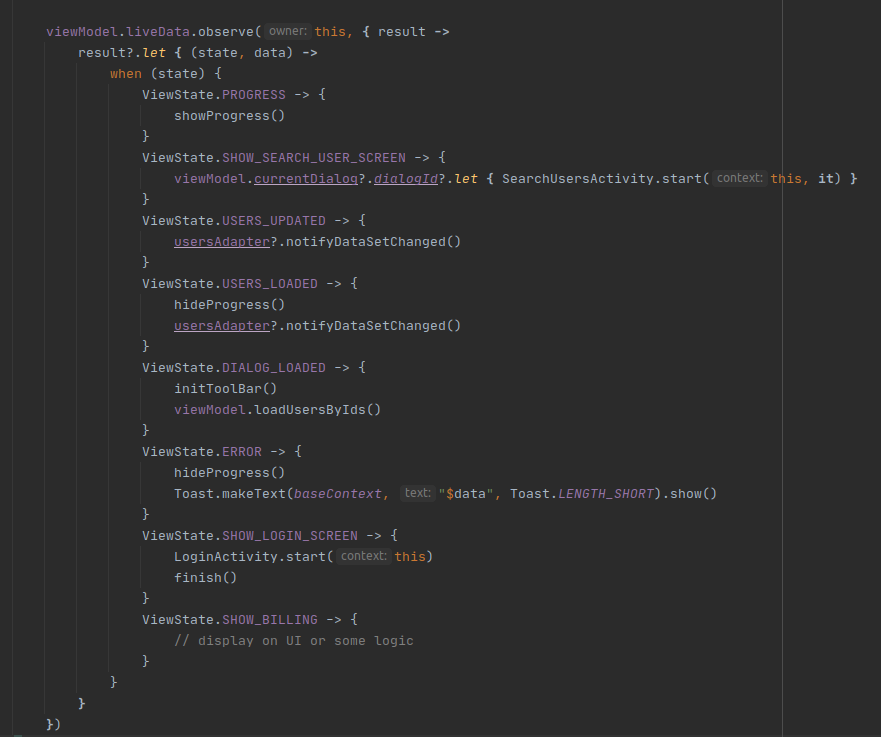 viewModel.liveData.observe( owner: this, { result ->
    result?.let { (state, data) ->
        when (state) {
            ViewState.PROGRESS -> {
                showProgress()
            }
            ViewState.SHOW_SEARCH_USER_SCREEN -> {
                viewModel.currentDialog?.dialogId?.let { SearchUsersActivity.start( context: this, it) }
            }
            ViewState.USERS_UPDATED -> {
                usersAdapter?.notifyDataSetChanged()
            }
            ViewState.USERS_LOADED -> {
                hideProgress()
                usersAdapter?.notifyDataSetChanged()
            }
            ViewState.DIALOG_LOADED -> {
                initToolBar()
                viewModel.loadUsersByIds()
            }
            ViewState.ERROR -> {
                hideProgress()
                Toast.makeText(baseContext, text: "$data", Toast.LENGTH_SHORT).show()
            }
            ViewState.SHOW_LOGIN_SCREEN -> {
                LoginActivity.start( context: this)
                finish()
            }
            ViewState.SHOW_BILLING -> {
                // display on UI or some logic
            }
        }
    }
})